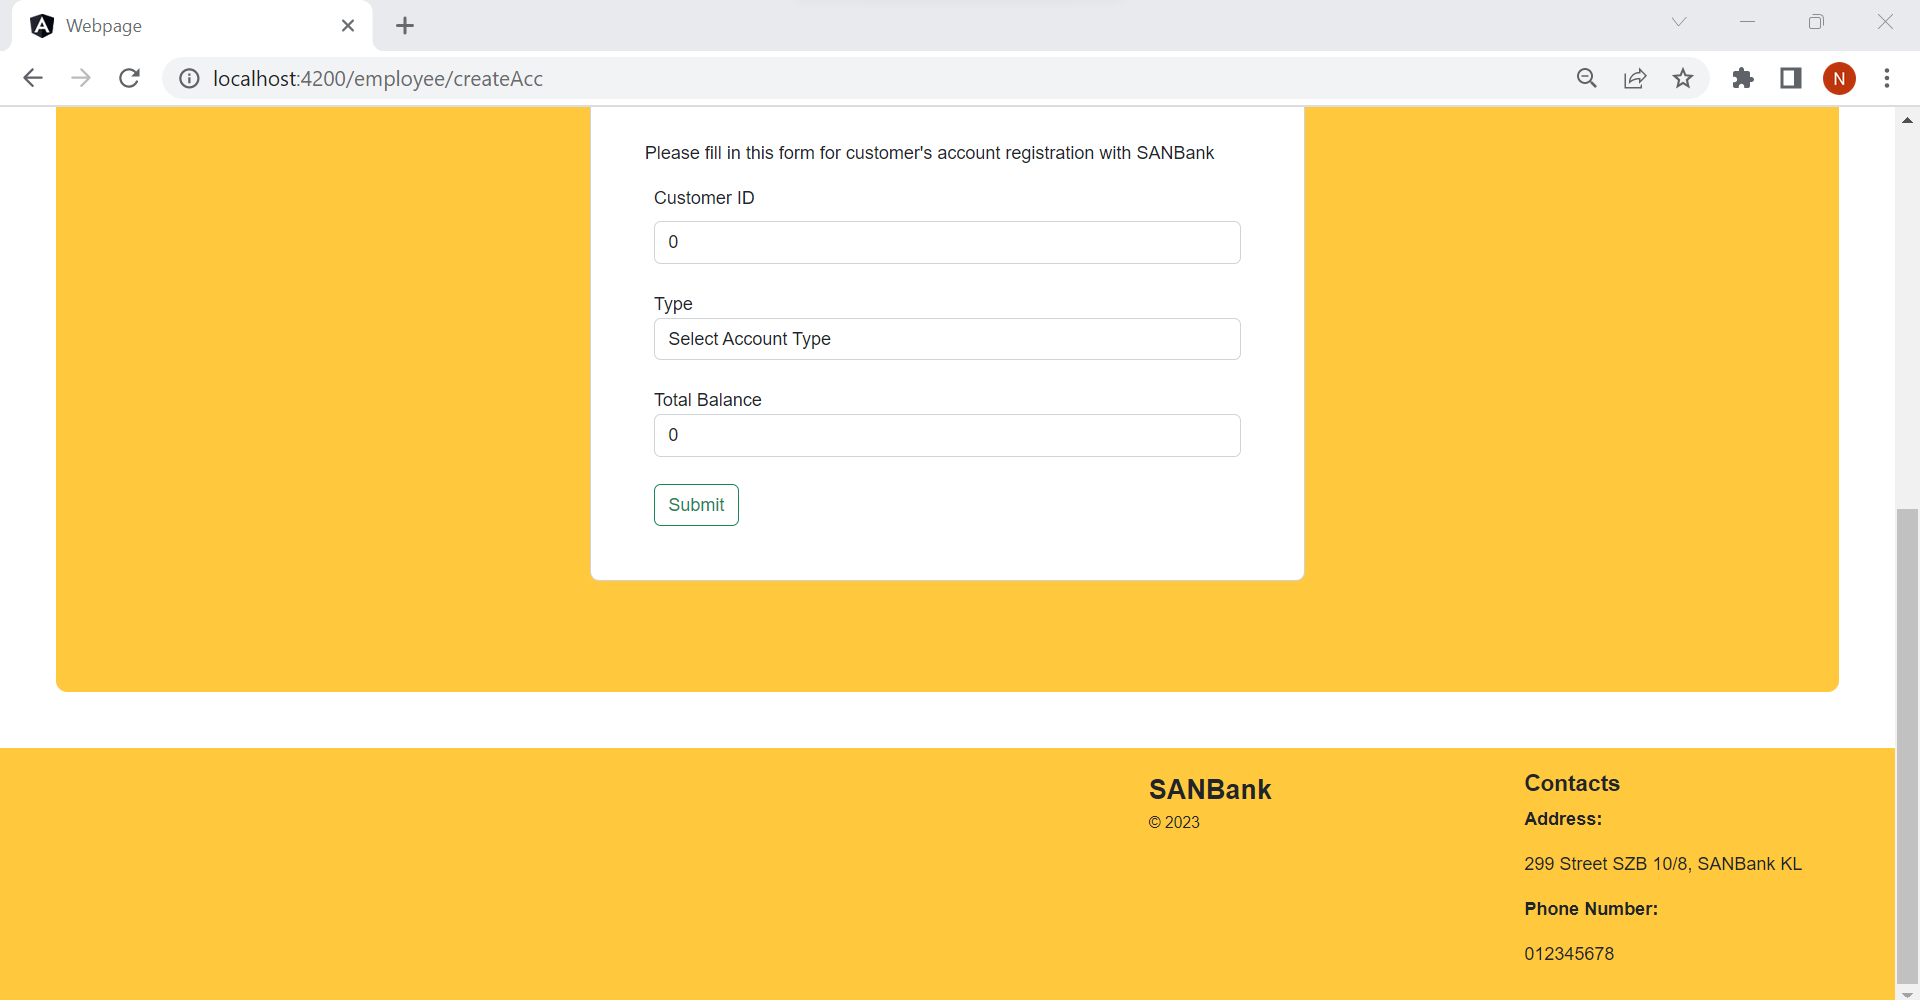 Webpage
localhost:4200/employee/createAcc
N
Please fill in this form for customer's account registration with SANBank
Customer ID
0
Type
Select Account Type
Total Balance
0
Submit
SANBank
© 2023
Contacts
Address:
299 Street SZB 10/8, SANBank KL
Phone Number:
012345678